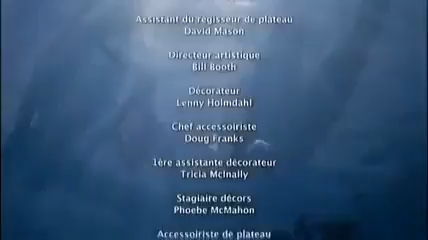 Assistant du régisseur de plateau
David Mason
Directeur artistique
Bill Booth
Décorateur
Lenny Holmdahl
Chef accessoiriste
Doug Franks
1ère assistante décorateur
Tricia McInally
Stagiaire décors
Phoebe McMahon
Accessoiriste de plateau